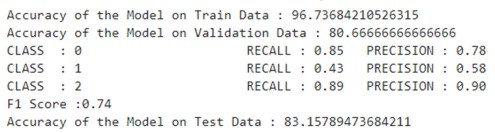 Accuracy of the Model on Train Data : 96.73684210526315
Accuracy of the Model on Validation Data : 80.66666666666666
CLASS : 0 RECALL : 0.85 PRECISION : 0.78
CLASS : 1 RECALL : 0.43 PRECISION : 0.58
CLASS : 2 RECALL : 0.89 PRECISION : 0.90
F1 Score :0.74
Accuracy of the Model on Test Data : 83.15789473684211